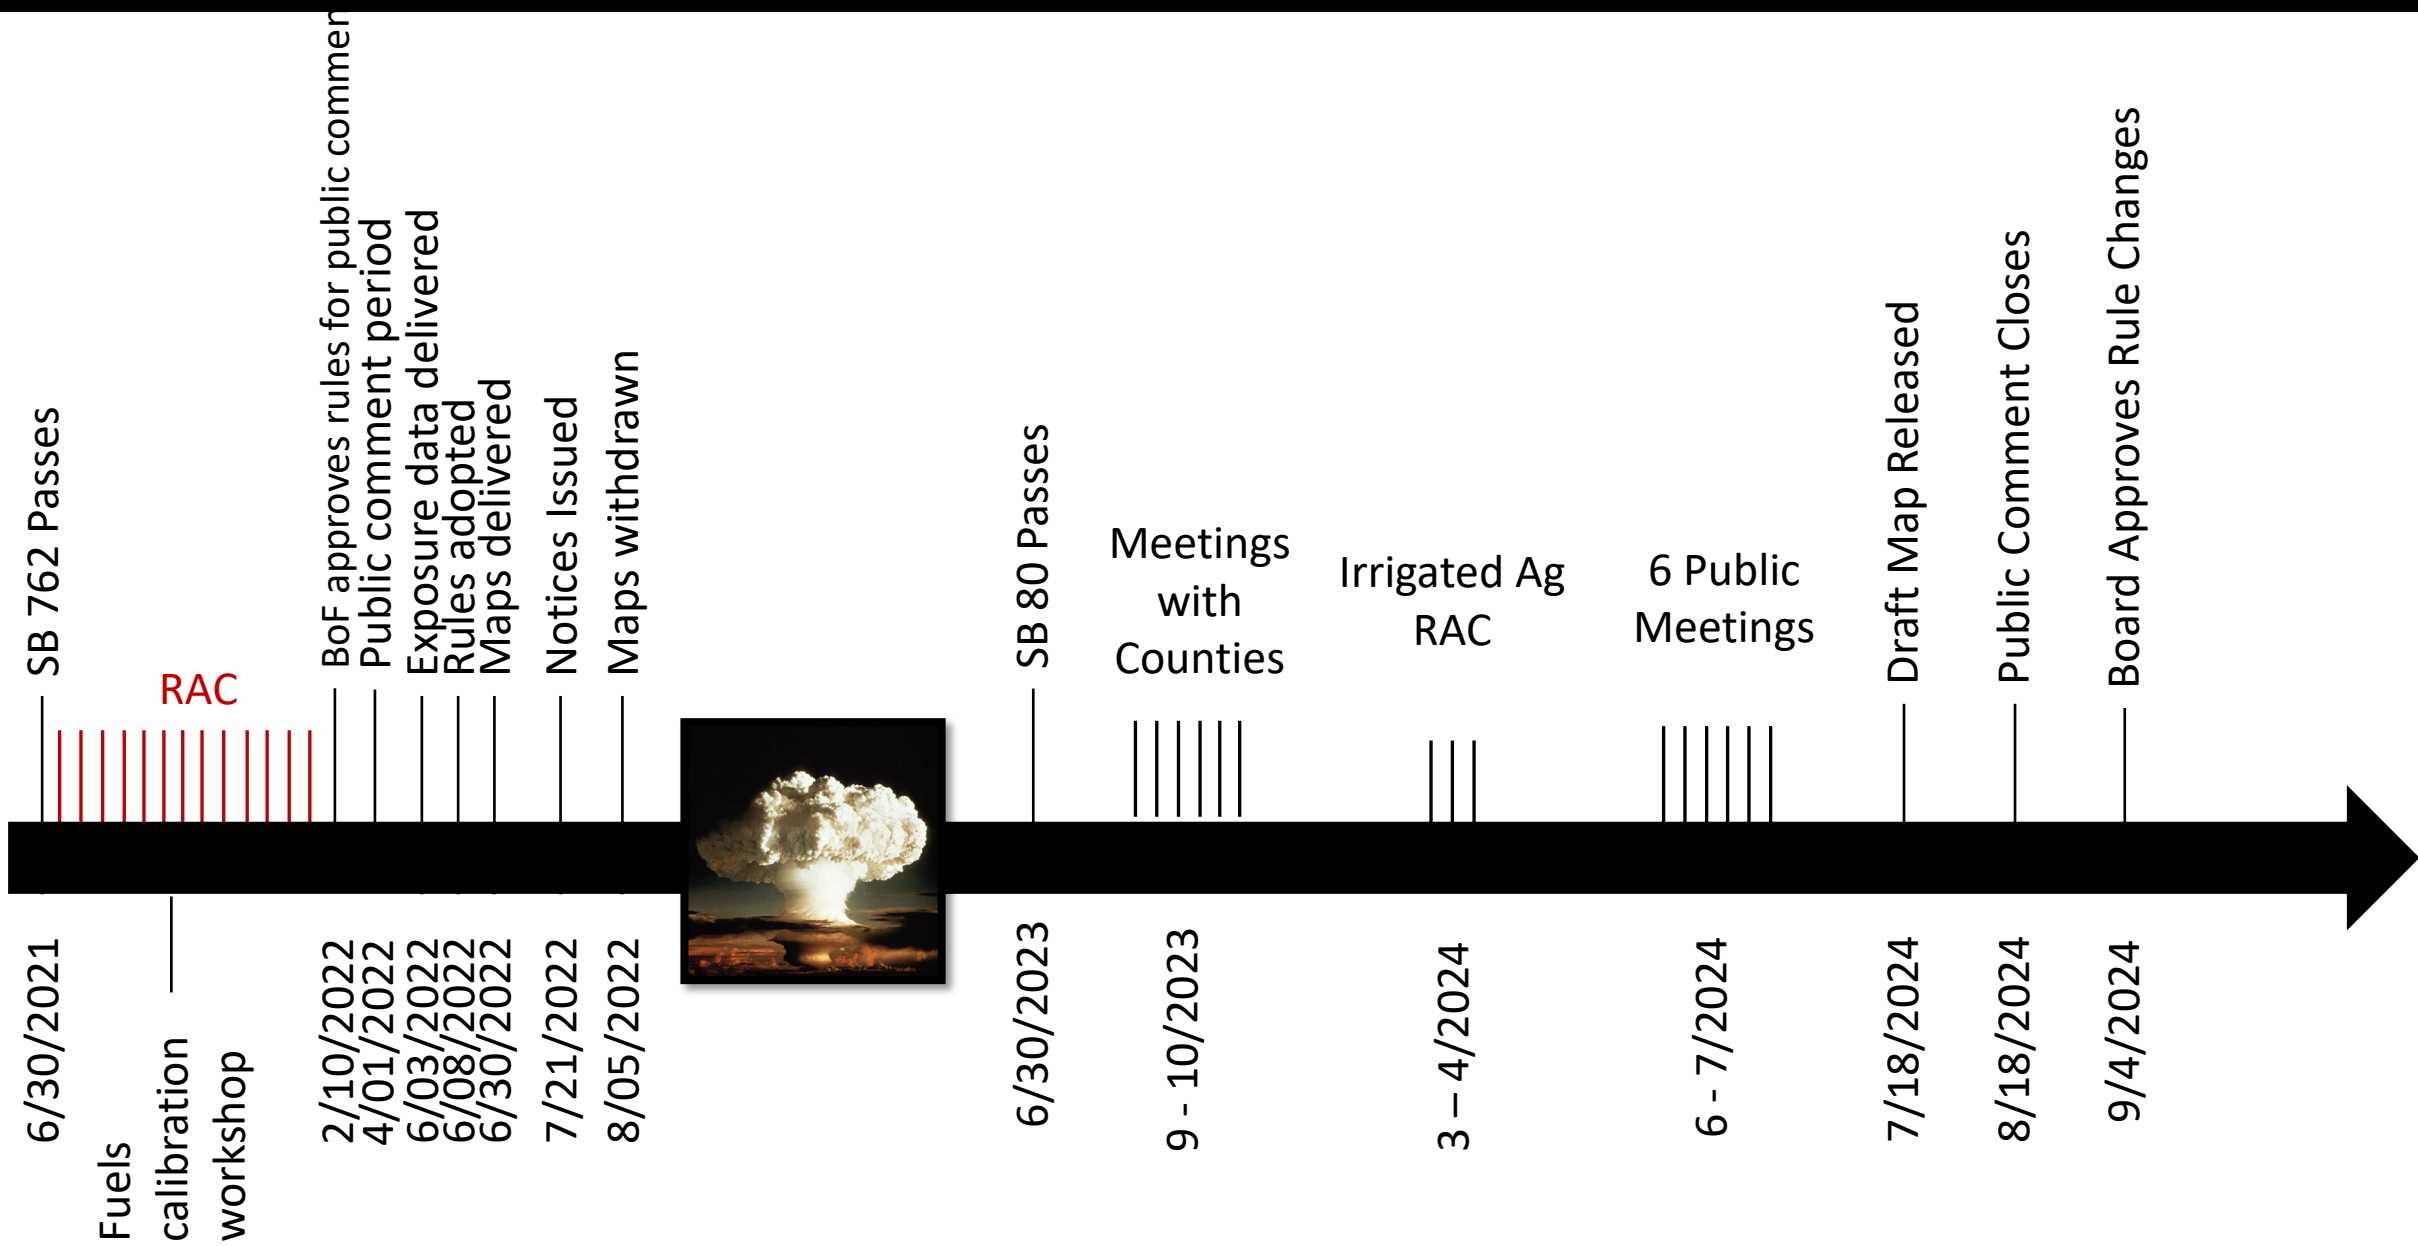 SB 762 Passes
RAC
BoF approves rules for public
Public comment period
Exposure data delivered
Rules adopted
Maps delivered
Notices Issued
Maps withdrawn
SB 80 Passes
Meetings
with
Counties
Irrigated Ag
RAC
6 Public
Meetings
Draft Map Released
Public Comment Closes
Board Approves Rule Changes
6/30/2021
Fuels
calibration
workshop
2/10/2022
4/01/2022
6/03/2022
6/08/2022
6/30/2022
7/21/2022
8/05/2022
6/30/2023
9 - 10/2023
3 – 4/2024
6 - 7/2024
7/18/2024
8/18/2024
9/4/2024